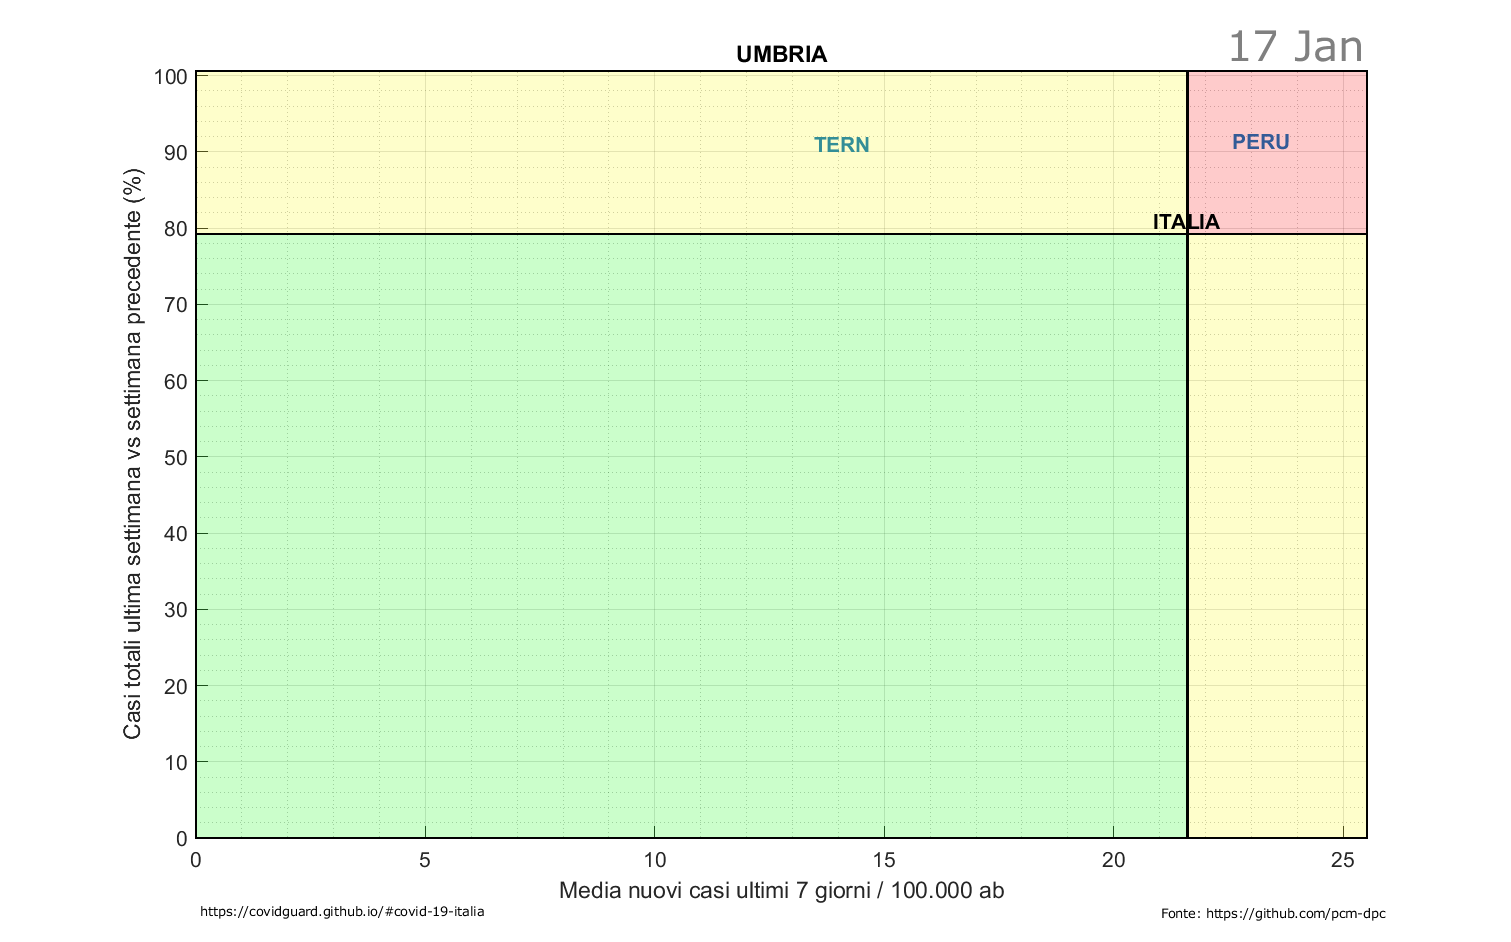 17 Jan
UMBRIA
100
90
80
70
60
50
40
30
20
10
0
TERN
PERU
ITALIA
Casi totali ultima settimana vs settimana precedente (%)
0 5 10 15 20 25
Media nuovi casi ultimi 7 giorni / 100.000 ab
https://covidguard.github.io/#covid-19-italia
Fonte: https://github.com/pcm-dpc